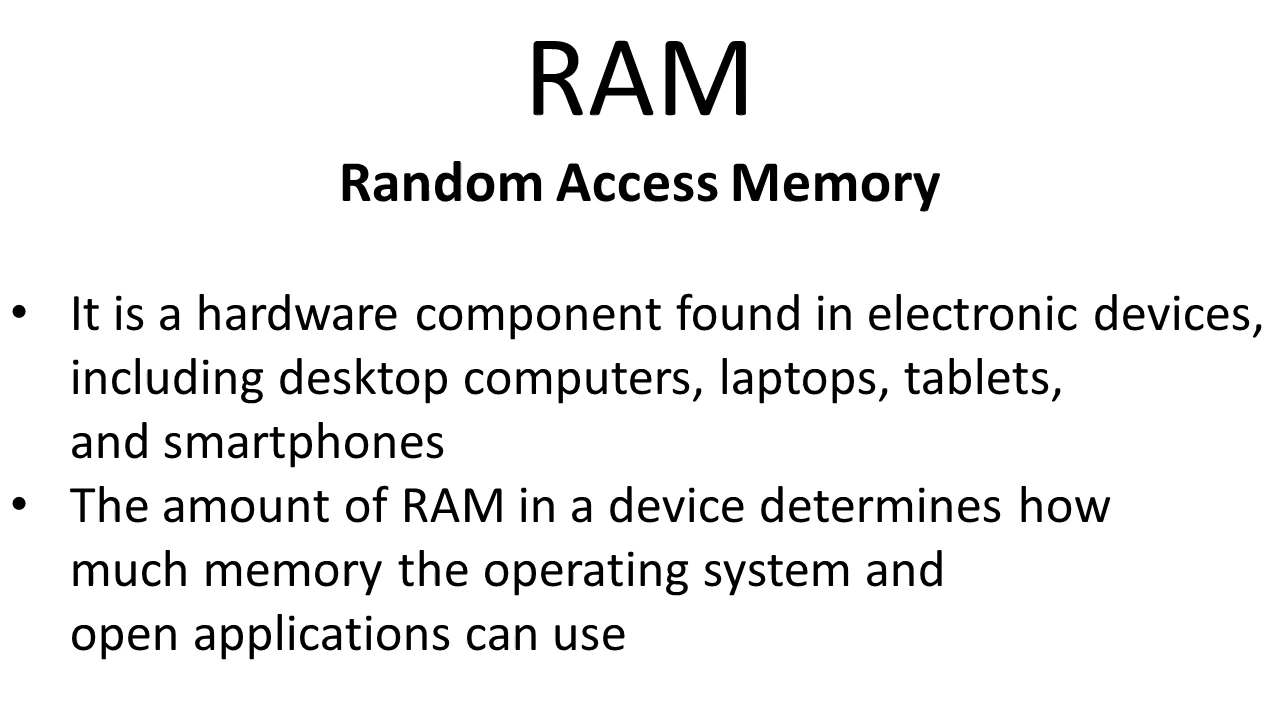 RAM
Random Access Memory
• It is a hardware component found in electronic devices,
including desktop computers, laptops, tablets,
and smartphones
• The amount of RAM in a device determines how
much memory the operating system and
open applications can use